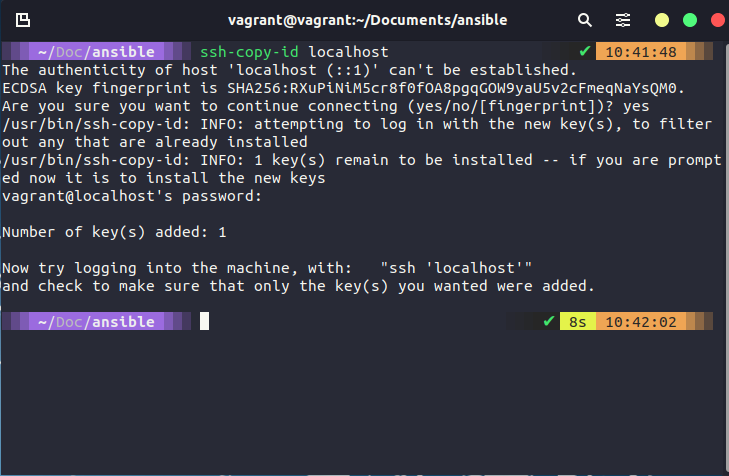 vagrant@vagrant:~/Documents/ansible
~/Doc/ansible ssh-copy-id localhost ✔ 10:41:48
The authenticity of host 'localhost (::1)' can't be established.
ECDSA key fingerprint is SHA256:RXuPiNiM5cr8f0fOA8pgqGOW9yaU5v2cFmeqNaYsQM0.
Are you sure you want to continue connecting (yes/no/[fingerprint])? yes
/usr/bin/ssh-copy-id: INFO: attempting to log in with the new key(s), to filter
out any that are already installed
/usr/bin/ssh-copy-id: INFO: 1 key(s) remain to be installed -- if you are prompt
ed now it is to install the new keys
vagrant@localhost's password:
Number of key(s) added: 1
Now try logging into the machine, with:   "ssh 'localhost'"
and check to make sure that only the key(s) you wanted were added.
~/Doc/ansible ✔ 8s 10:42:02